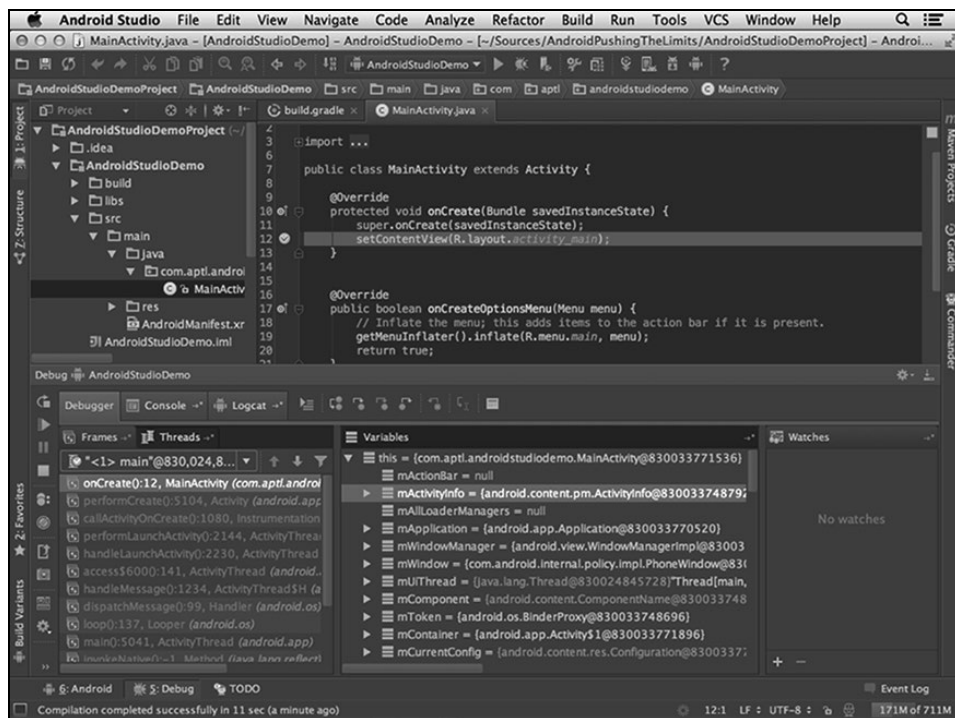 Android Studio File Edit View Navigate Code Analyze Refactor Build Run Tools VCS Window Help
MainActivity.java – [AndroidStudioDemo] – AndroidStudioDemo – [~/Sources/AndroidPushingTheLimits/AndroidStudioDemoProject] – Androi...
AndroidStudioDemo
AndroidStudioDemoProject AndroidStudioDemo src main java com aptl androidstudiodemo MainActivity
Project
build.gradle × MainActivity.java ×
1: Project
Z: Structure
2: Favorites
Build Variants
AndroidStudioDemoProject (~/
.idea
AndroidStudioDemo
build
libs
src
main
java
com.aptl.androi
MainActiv
res
AndroidManifest.xr
AndroidStudioDemo.iml
2
3 import ...
6
7 public class MainActivity extends Activity {
8
9 @Override
10 protected void onCreate(Bundle savedInstanceState) {
11 super.onCreate(savedInstanceState);
12 setContentView(R.layout.activity_main);
13 }
14
15
16 @Override
17 public boolean onCreateOptionsMenu(Menu menu) {
18 // Inflate the menu; this adds items to the action bar if it is present.
19 getMenuInflater().inflate(R.menu.main, menu);
20 return true;
21 }
Maven Projects
Gradle
Commander
Debug AndroidStudioDemo
Debugger Console Logcat
Frames Threads
"<1> main"@830,024,8...
onCreate():12, MainActivity (com.aptl.androi
performCreate():5104, Activity (android.app
callActivityOnCreate():1080, Instrumentation
performLaunchActivity():2144, ActivityThrea
handleLaunchActivity():2230, ActivityThread
access$600():141, ActivityThread (android.
handleMessage():1234, ActivityThread$H (a
dispatchMessage():99, Handler (android.os)
loop():137, Looper (android.os)
main():5041, ActivityThread (android.app)
invokeNative():-1, Method (java.lang.reflect)
Variables
this = {com.aptl.androidstudiodemo.MainActivity@830033771536}
mActionBar = null
mActivityInfo = {android.content.pm.ActivityInfo@830033748792
mAllLoaderManagers = null
mApplication = {android.app.Application@830033770520}
mWindowManager = {android.view.WindowManagerImpl@83003
mWindow = {com.android.internal.policy.impl.PhoneWindow@830
mUiThread = {java.lang.Thread@830024845728}"Thread[main,
mComponent = {android.content.ComponentName@830033748
mToken = {android.os.BinderProxy@830033748696}
mContainer = {android.app.Activity$1@830033771896}
mCurrentConfig = {android.content.res.Configuration@83003377
Watches
No watches
6: Android 5: Debug TODO Event Log
Compilation completed successfully in 11 sec (a minute ago) 12:1 LF UTF-8 171M of 711M